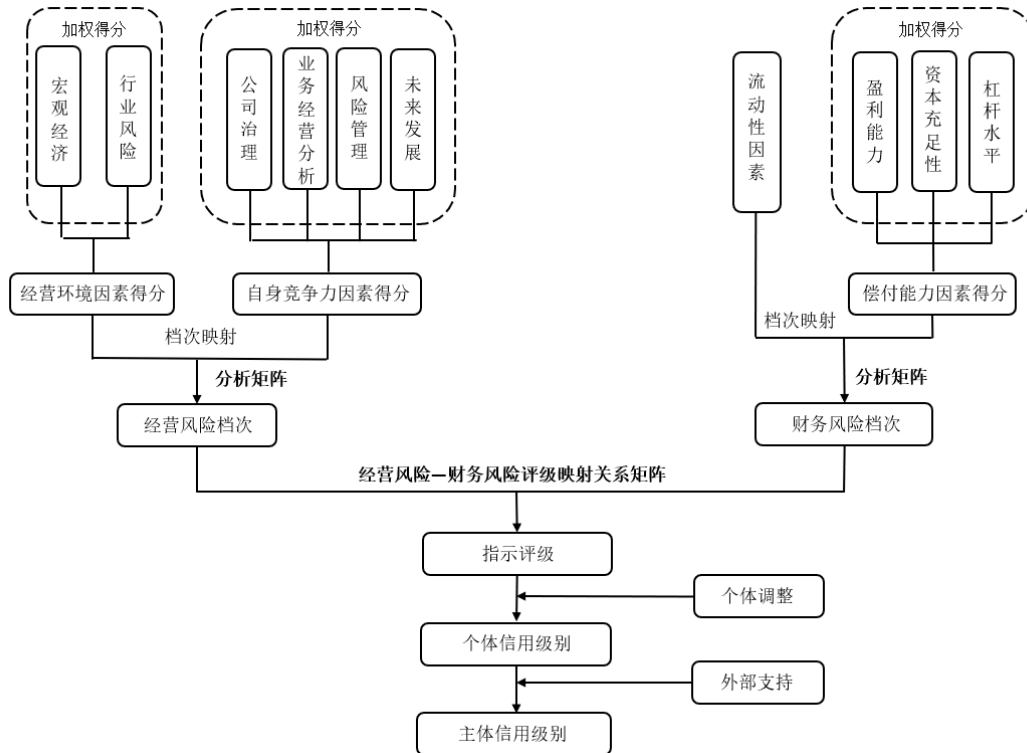 加权得分
加权得分
加权得分
宏观经济
行业风险
公司治理
业务经营分析
风险管理
未来发展
流动性因素
盈利能力
资本充足性
杠杆水平
经营环境因素得分
自身竞争力因素得分
偿付能力因素得分
档次映射
档次映射
分析矩阵
分析矩阵
经营风险档次
财务风险档次
经营风险—财务风险评级映射关系矩阵
指示评级
个体调整
个体信用级别
外部支持
主体信用级别